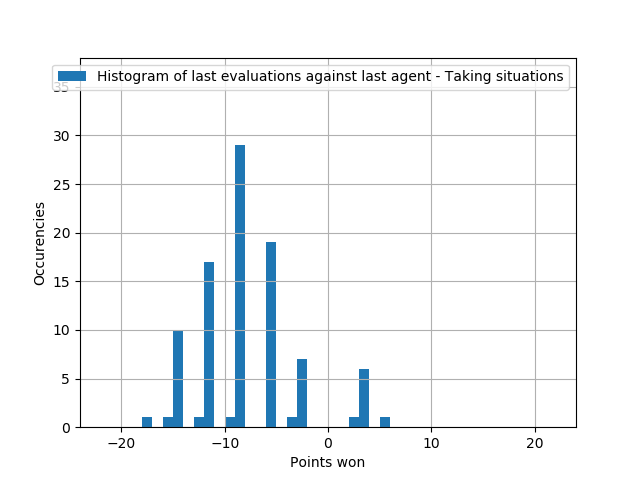 Histogram of last evaluations against last agent - Taking situations
35
30
25
20
15
10
5
0
Occurencies
−20 −10 0 10 20
Points won